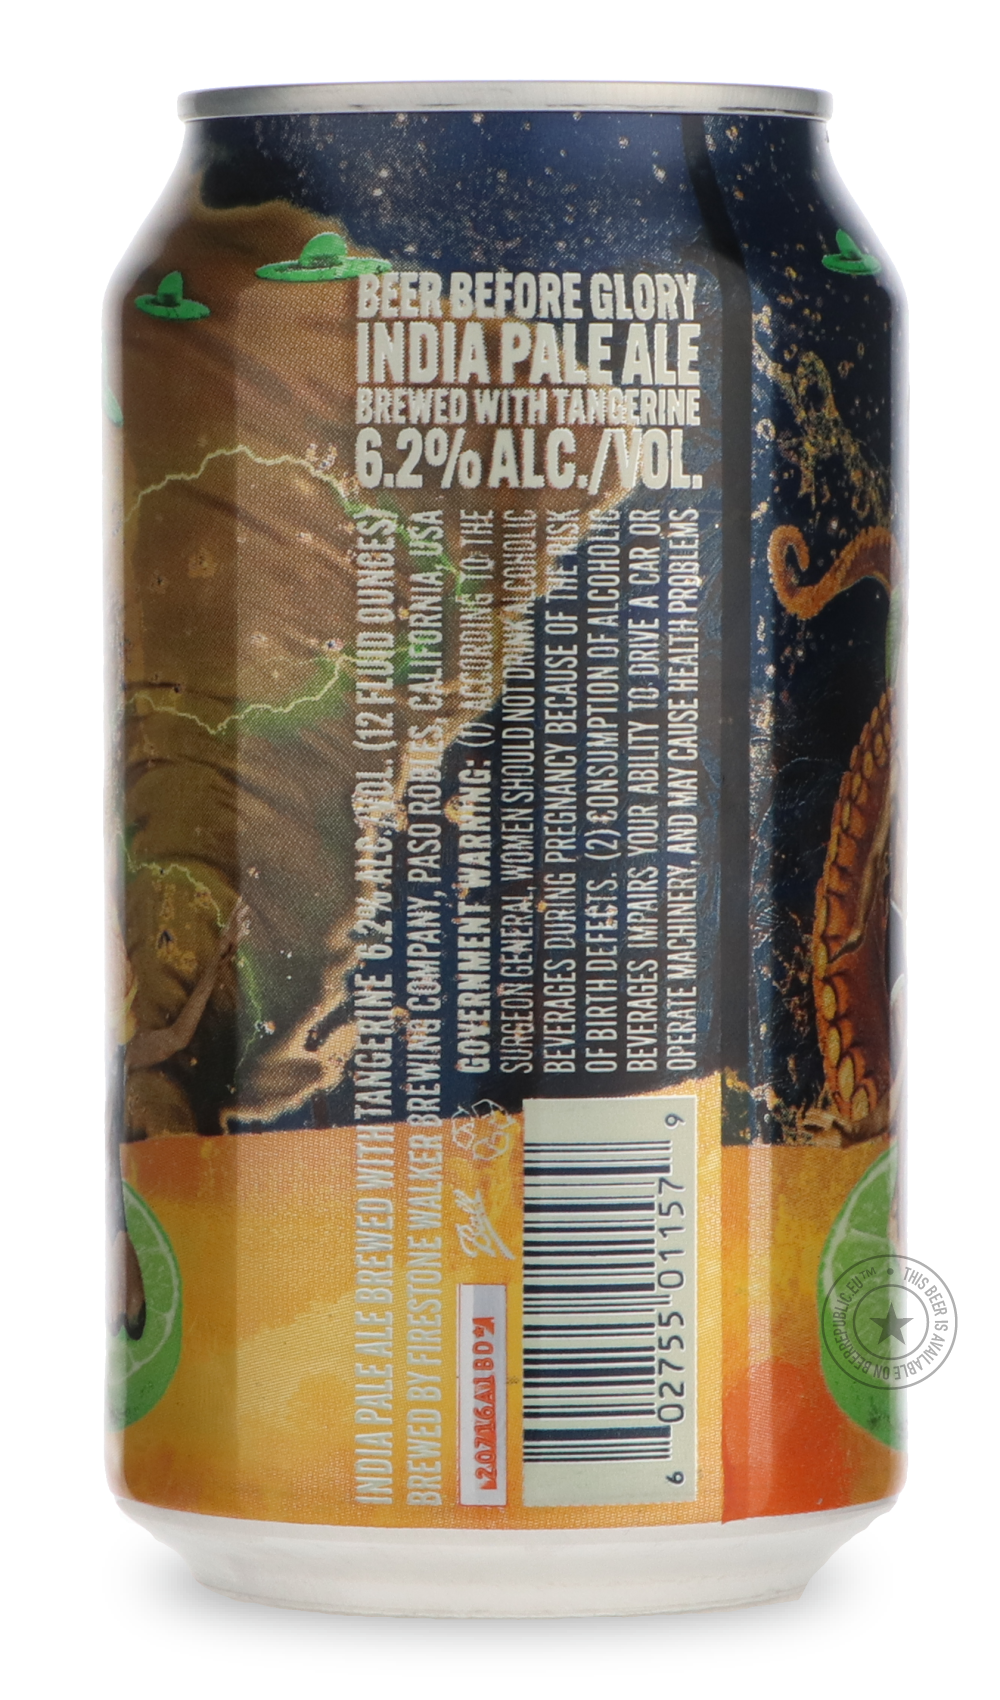 BEER BEFORE GLORY
INDIA PALE ALE
BREWED WITH TANGERINE
6.2% ALC./VOL.
INDIA PALE ALE BREWED WITH TANGERINE 6.2% ALC./VOL. (12 FLUID OUNCES)
BREWED BY FIRESTONE WALKER BREWING COMPANY, PASO ROBLES, CALIFORNIA, USA
GOVERNMENT WARNING: (1) ACCORDING TO THE
SURGEON GENERAL, WOMEN SHOULD NOT DRINK ALCOHOLIC
BEVERAGES DURING PREGNANCY BECAUSE OF THE RISK
OF BIRTH DEFECTS. (2) CONSUMPTION OF ALCOHOLIC
BEVERAGES IMPAIRS YOUR ABILITY TO DRIVE A CAR OR
OPERATE MACHINERY, AND MAY CAUSE HEALTH PROBLEMS
Ball
6 02755 01157 9
THIS BEER IS AVAILABLE ON BEERREPUBLIC.EU™